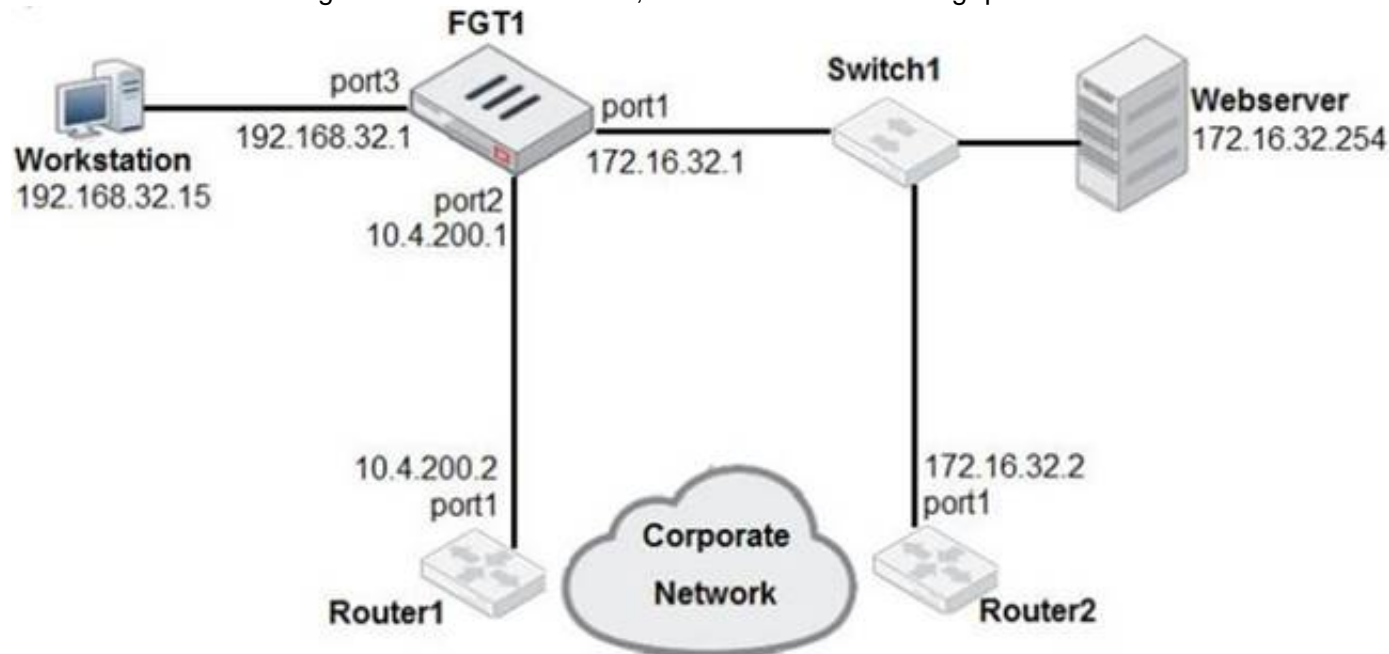 FGT1
port3
port1
Switch1
Webserver
172.16.32.254
192.168.32.1
172.16.32.1
Workstation
192.168.32.15
port2
10.4.200.1
10.4.200.2
port1
172.16.32.2
port1
Corporate
Network
Router1
Router2